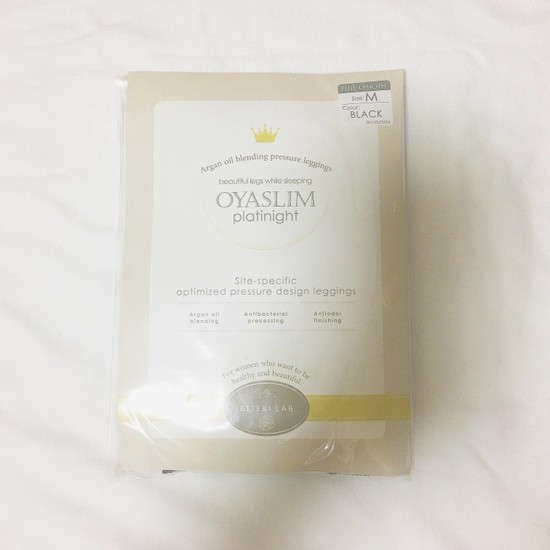 FULL LENGTH
Size: M
Color:
BLACK
Argan oil blending pressure leggings
beautiful legs while sleeping
OYASLIM
platinight
Site-specific
optimized pressure design leggings
Argan oil
blending
Antibacterial
processing
Antiodor
finishing
For women who want to be
healthy and beautiful.
LAB